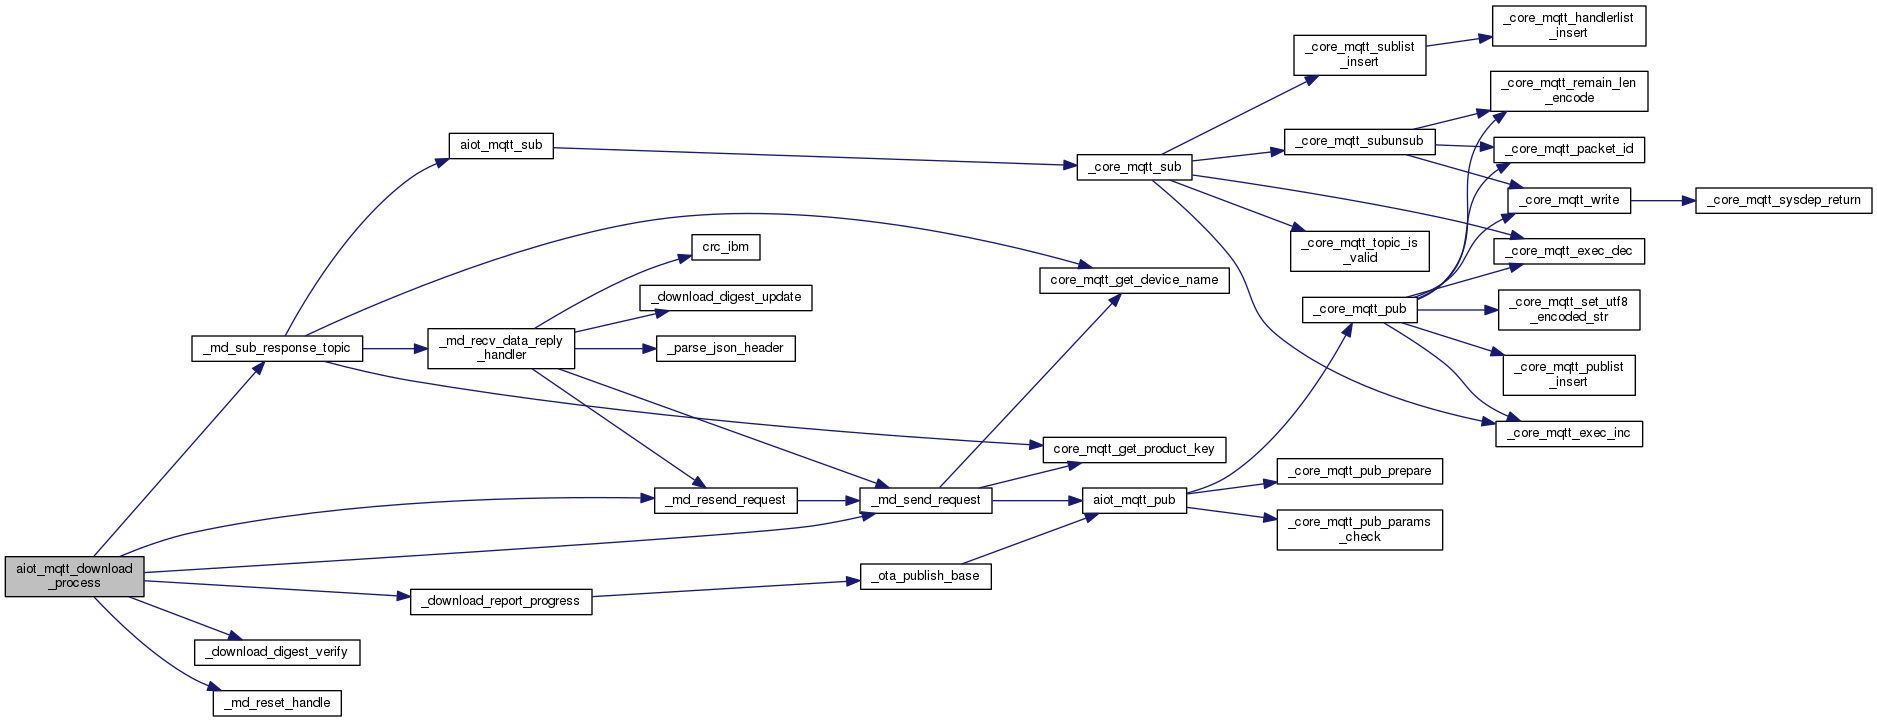 aiot_mqtt_download
_process
_md_sub_response_topic
aiot_mqtt_sub
_md_recv_data_reply
_handler
crc_ibm
_download_digest_update
_parse_json_header
_md_resend_request
_md_send_request
_download_report_progress
_ota_publish_base
_download_digest_verify
_md_reset_handle
_core_mqtt_sub
core_mqtt_get_device_name
core_mqtt_get_product_key
aiot_mqtt_pub
_core_mqtt_sublist
_insert
_core_mqtt_handlerlist
_insert
_core_mqtt_subunsub
_core_mqtt_remain_len
_encode
_core_mqtt_packet_id
_core_mqtt_write
_core_mqtt_sysdep_return
_core_mqtt_topic_is
_valid
_core_mqtt_exec_dec
_core_mqtt_pub
_core_mqtt_set_utf8
_encoded_str
_core_mqtt_publist
_insert
_core_mqtt_exec_inc
_core_mqtt_pub_prepare
_core_mqtt_pub_params
_check